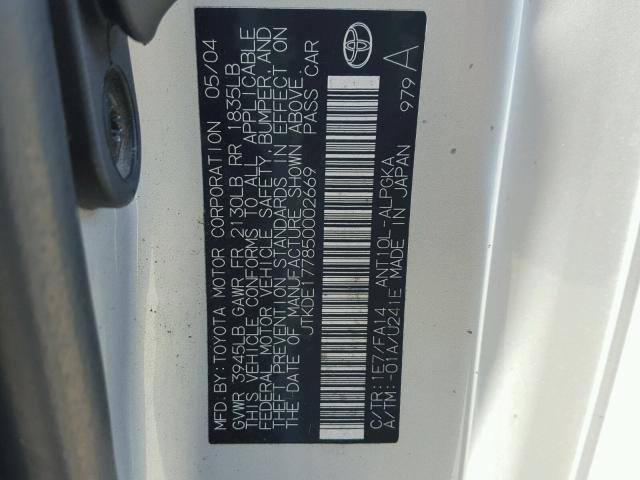 MFD.BY:TOYOTA MOTOR CORPORATION 05/04
GVWR 3945LB GAWR FR 2130LB RR 1835LB
THIS VEHICLE CONFORMS TO ALL APPLICABLE
FEDERAL MOTOR VEHICLE SAFETY, BUMPER, AND
THEFT PREVENTION STANDARDS IN EFFECT ON
THE DATE OF MANUFACTURE SHOWN ABOVE.
JTKDE177850002669 PASS CAR
C/TR:1E7/FA14 ANT10L-ALPGKA
A/TM:-01A/U241E MADE IN JAPAN
979 A